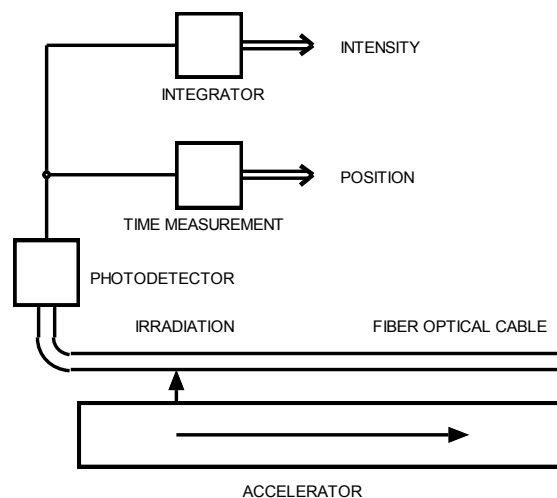 INTENSITY
INTEGRATOR
POSITION
TIME MEASUREMENT
PHOTODETECTOR
IRRADIATION
FIBER OPTICAL CABLE
ACCELERATOR